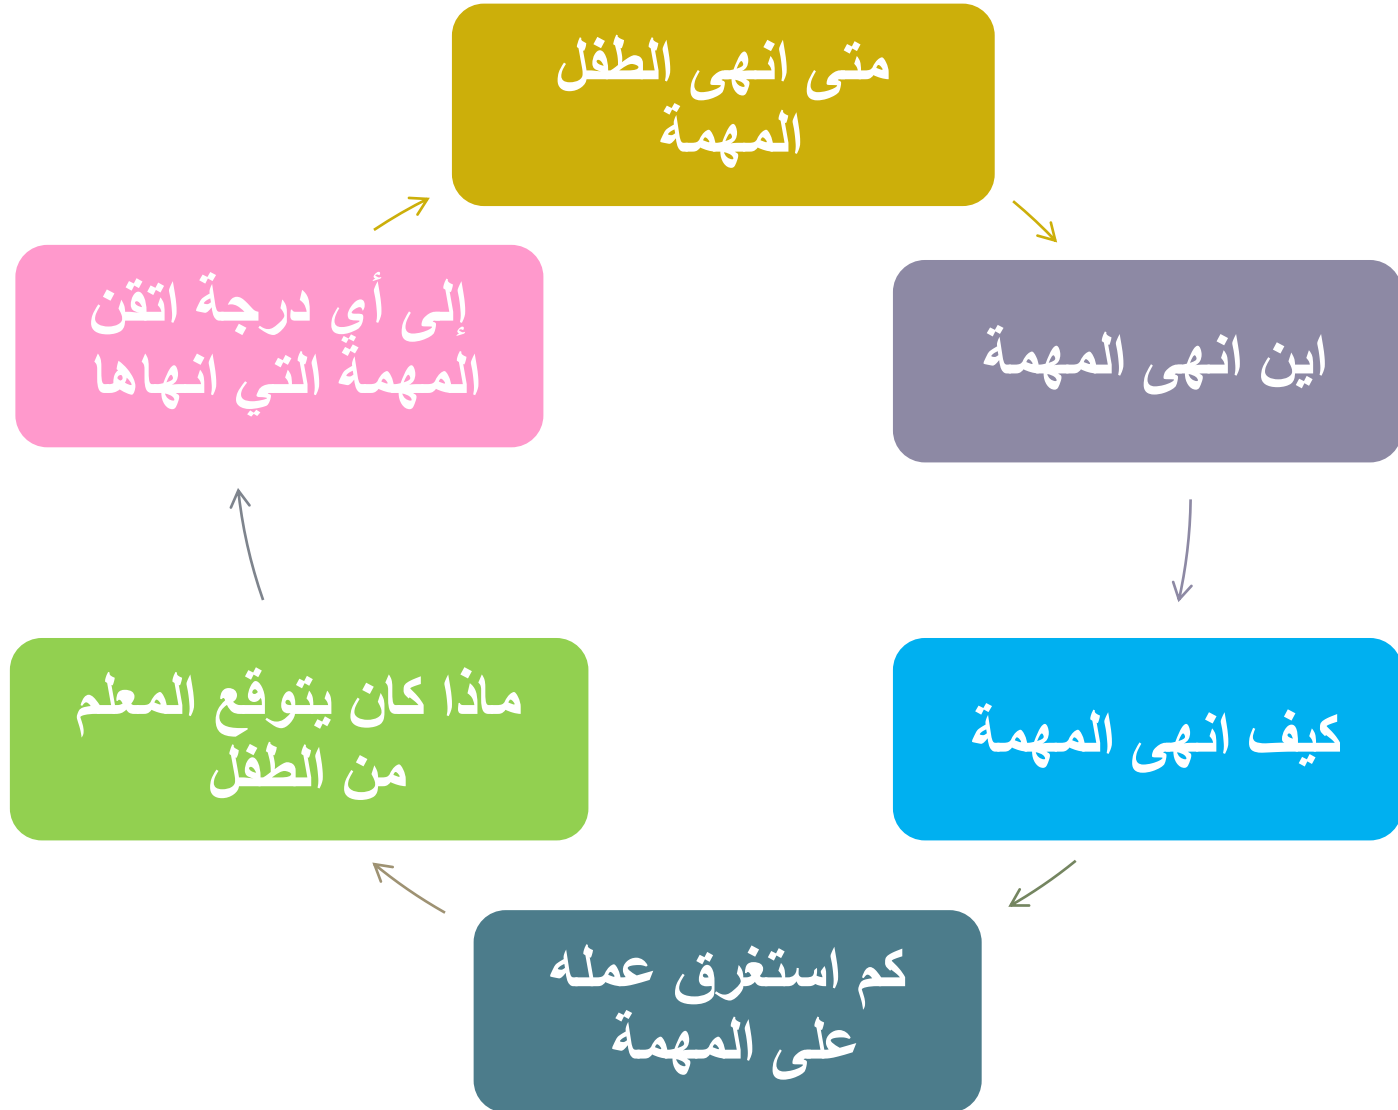 متى انهى الطفل
المهمة
اين انهى المهمة
كيف انهى المهمة
كم استغرق عمله
على المهمة
ماذا كان يتوقع المعلم
من الطفل
إلى أي درجة اتقن
المهمة التي انهاها